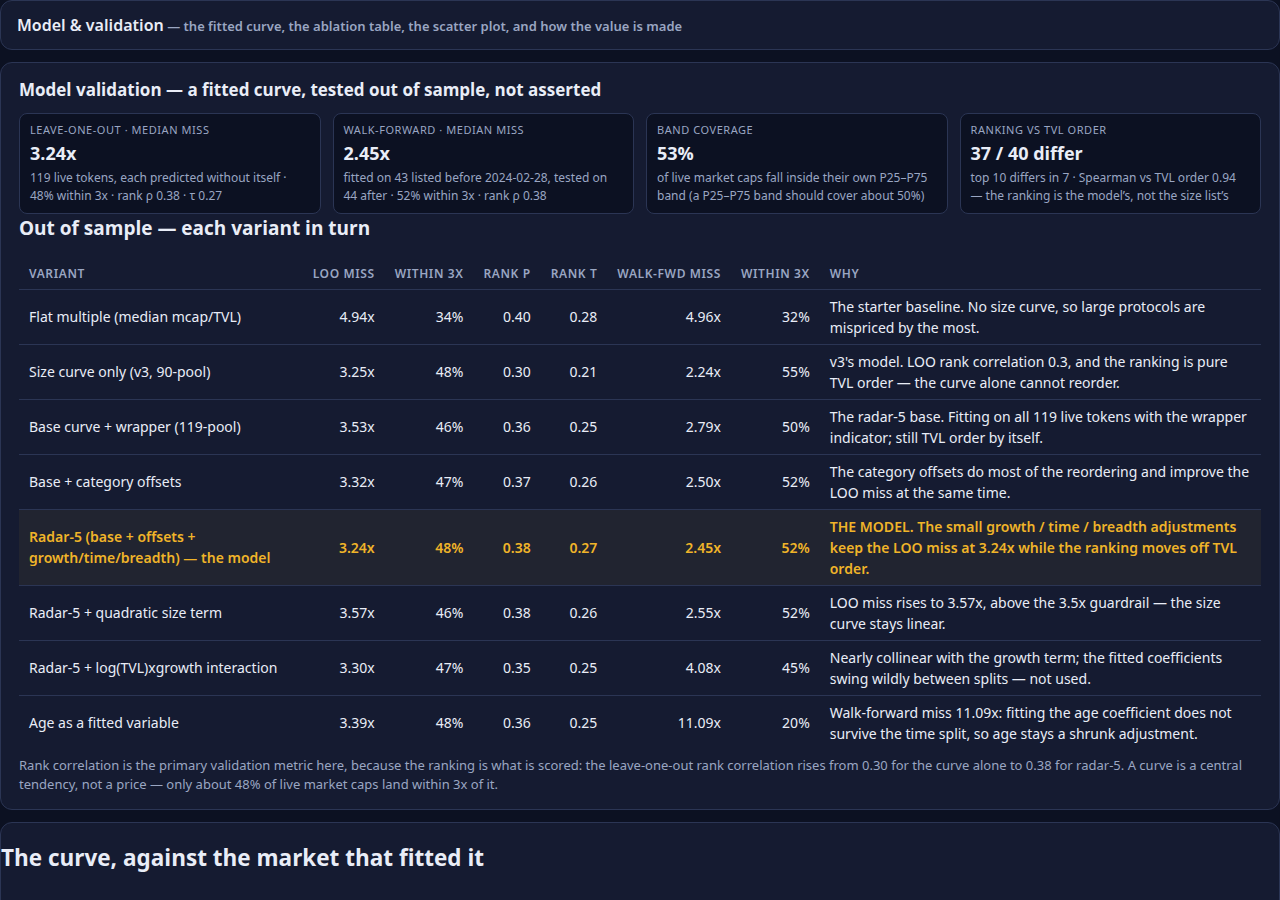 Model & validation — the fitted curve, the ablation table, the scatter plot, and how the value is made
Model validation — a fitted curve, tested out of sample, not asserted
LEAVE-ONE-OUT · MEDIAN MISS
3.24x
119 live tokens, each predicted without itself ·
48% within 3x · rank ρ 0.38 · τ 0.27
WALK-FORWARD · MEDIAN MISS
2.45x
fitted on 43 listed before 2024-02-28, tested on
44 after · 52% within 3x · rank ρ 0.38
BAND COVERAGE
53%
of live market caps fall inside their own P25–P75
band (a P25–P75 band should cover about 50%)
RANKING VS TVL ORDER
37 / 40 differ
top 10 differs in 7 · Spearman vs TVL order 0.94
— the ranking is the model’s, not the size list’s
Out of sample — each variant in turn
VARIANT LOO MISS WITHIN 3X RANK Ρ RANK Τ WALK-FWD MISS WITHIN 3X WHY
Flat multiple (median mcap/TVL) 4.94x 34% 0.40 0.28 4.96x 32% The starter baseline. No size curve, so large protocols are
mispriced by the most.
Size curve only (v3, 90-pool) 3.25x 48% 0.30 0.21 2.24x 55% v3's model. LOO rank correlation 0.3, and the ranking is pure
TVL order — the curve alone cannot reorder.
Base curve + wrapper (119-pool) 3.53x 46% 0.36 0.25 2.79x 50% The radar-5 base. Fitting on all 119 live tokens with the wrapper
indicator; still TVL order by itself.
Base + category offsets 3.32x 47% 0.37 0.26 2.50x 52% The category offsets do most of the reordering and improve the
LOO miss at the same time.
Radar-5 (base + offsets +
growth/time/breadth) — the model 3.24x 48% 0.38 0.27 2.45x 52% THE MODEL. The small growth / time / breadth adjustments
keep the LOO miss at 3.24x while the ranking moves off TVL
order.
Radar-5 + quadratic size term 3.57x 46% 0.38 0.26 2.55x 52% LOO miss rises to 3.57x, above the 3.5x guardrail — the size
curve stays linear.
Radar-5 + log(TVL)xgrowth interaction 3.30x 47% 0.35 0.25 4.08x 45% Nearly collinear with the growth term; the fitted coefficients
swing wildly between splits — not used.
Age as a fitted variable 3.39x 48% 0.36 0.25 11.09x 20% Walk-forward miss 11.09x: fitting the age coefficient does not
survive the time split, so age stays a shrunk adjustment.
Rank correlation is the primary validation metric here, because the ranking is what is scored: the leave-one-out rank correlation rises from 0.30 for the curve alone to 0.38 for radar-5. A curve is a central
tendency, not a price — only about 48% of live market caps land within 3x of it.
The curve, against the market that fitted it